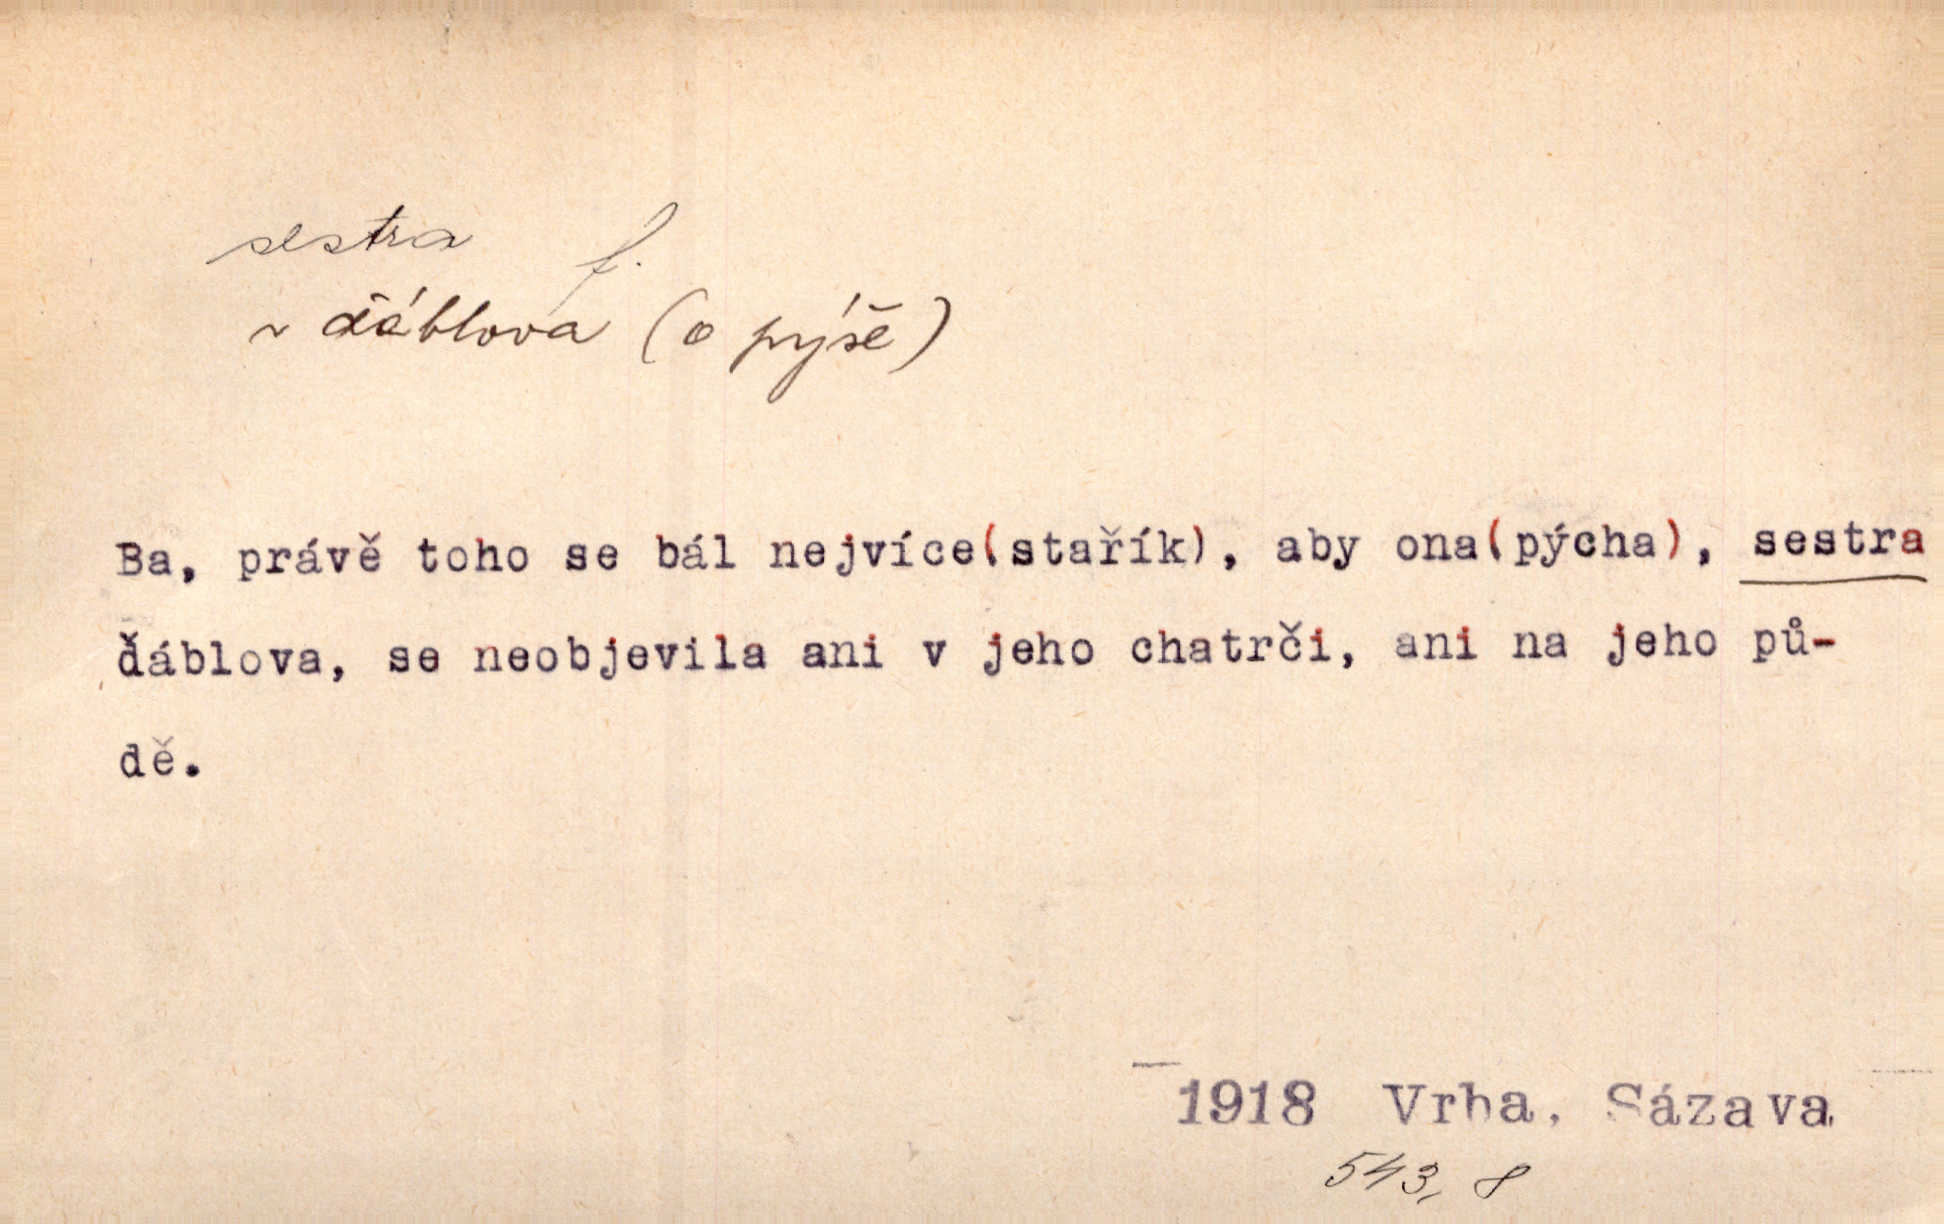 sestra f.
~ ďáblova (o pýše)
Ba, právě toho se bál nejvíce(stařík), aby ona(pýcha), sestra
ďáblova, se neobjevila ani v jeho chatrči, ani na jeho pů-
dě.
1918 Vrba, Sázava
543, 8